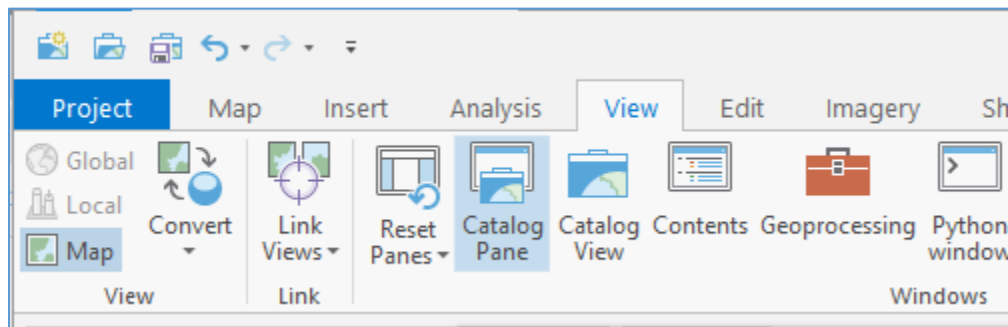 Project Map Insert Analysis View Edit Imagery Sh
Global
Local
Map
Convert
Link
Views
Reset
Panes
Catalog
Pane
Catalog
View
Contents
Geoprocessing
Python
window
View
Link
Windows